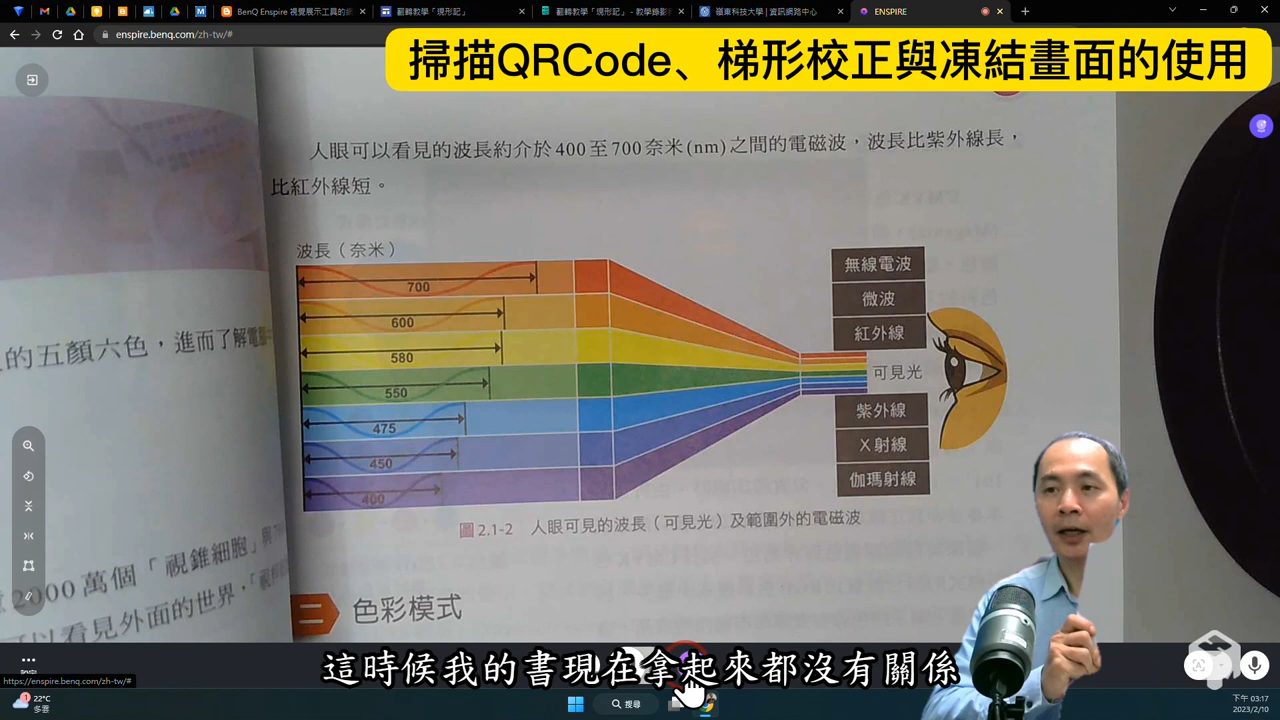 BenQ Enspire 視覺展示工具的
翻轉教學「現形記」
翻轉教學「現形記」 - 教學錄影
嶺東科技大學 | 資訊網路中心
ENSPIRE
enspire.benq.com/zh-tw/#
掃描QRCode、梯形校正與凍結畫面的使用
人眼可以看見的波長約介於400至700奈米(nm)之間的電磁波，波長比紫外線長，
比紅外線短。
波長（奈米）
700
600
580
550
475
450
400
無線電波
微波
紅外線
可見光
紫外線
X射線
伽瑪射線
圖2.1-2 人眼可見的波長（可見光）及範圍外的電磁波
二 色彩模式
的五顏六色，進而了解電腦
2000萬個「視錐細胞」
可以看見外面的世界，「視
這時候我的書現在拿起來都沒有關係
https://enspire.benq.com/zh-tw/#
22°C
多雲
搜尋
下午 03:17
2023/2/10